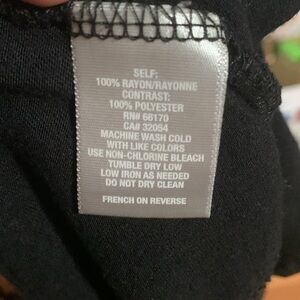 SELF:
100% RAYON/RAYONNE
CONTRAST:
100% POLYESTER
RN# 66170
CA# 32054
MACHINE WASH COLD
WITH LIKE COLORS
USE NON-CHLORINE BLEACH
TUMBLE DRY LOW
LOW IRON AS NEEDED
DO NOT DRY CLEAN
FRENCH ON REVERSE